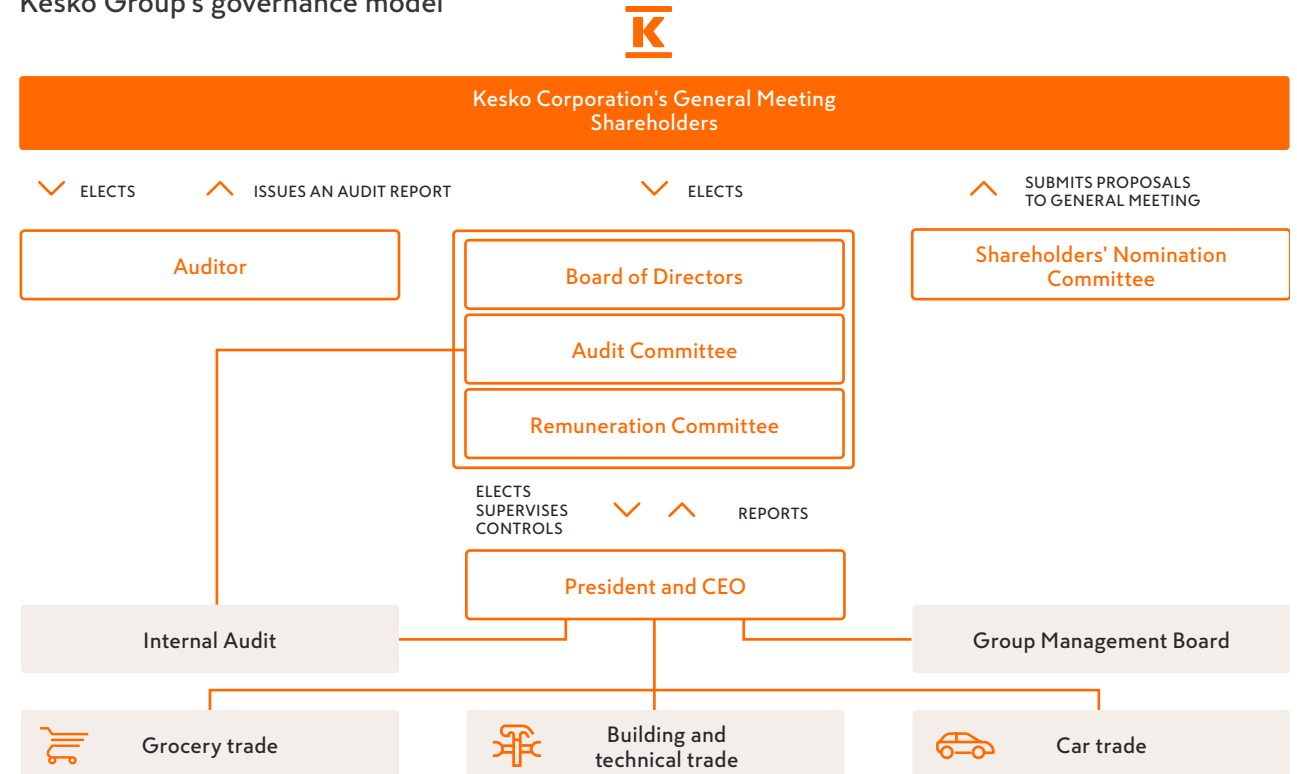 Kesko Group's governance model
K
Kesko Corporation's General Meeting
Shareholders
ELECTS
ISSUES AN AUDIT REPORT
ELECTS
SUBMITS PROPOSALS
TO GENERAL MEETING
Auditor
Board of Directors
Audit Committee
Remuneration Committee
Shareholders' Nomination
Committee
ELECTS
SUPERVISES
CONTROLS
REPORTS
President and CEO
Internal Audit
Group Management Board
Grocery trade
Building and
technical trade
Car trade